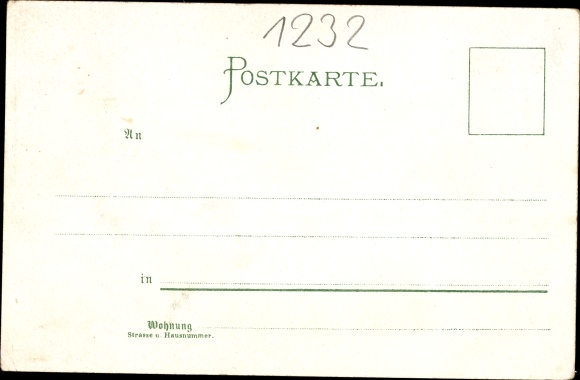 1232
POSTKARTE.
An
in
Wohnung
Strasse u. Hausnummer.